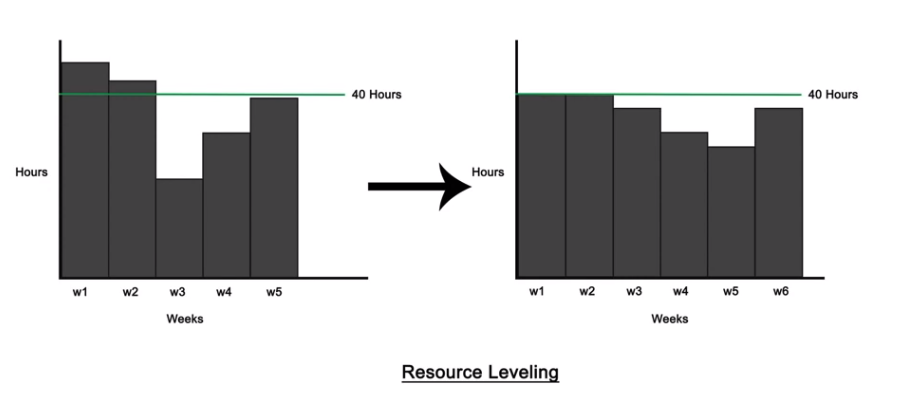 40 Hours
Hours
w1 w2 w3 w4 w5
Weeks
40 Hours
Hours
w1 w2 w3 w4 w5 w6
Weeks
Resource Leveling